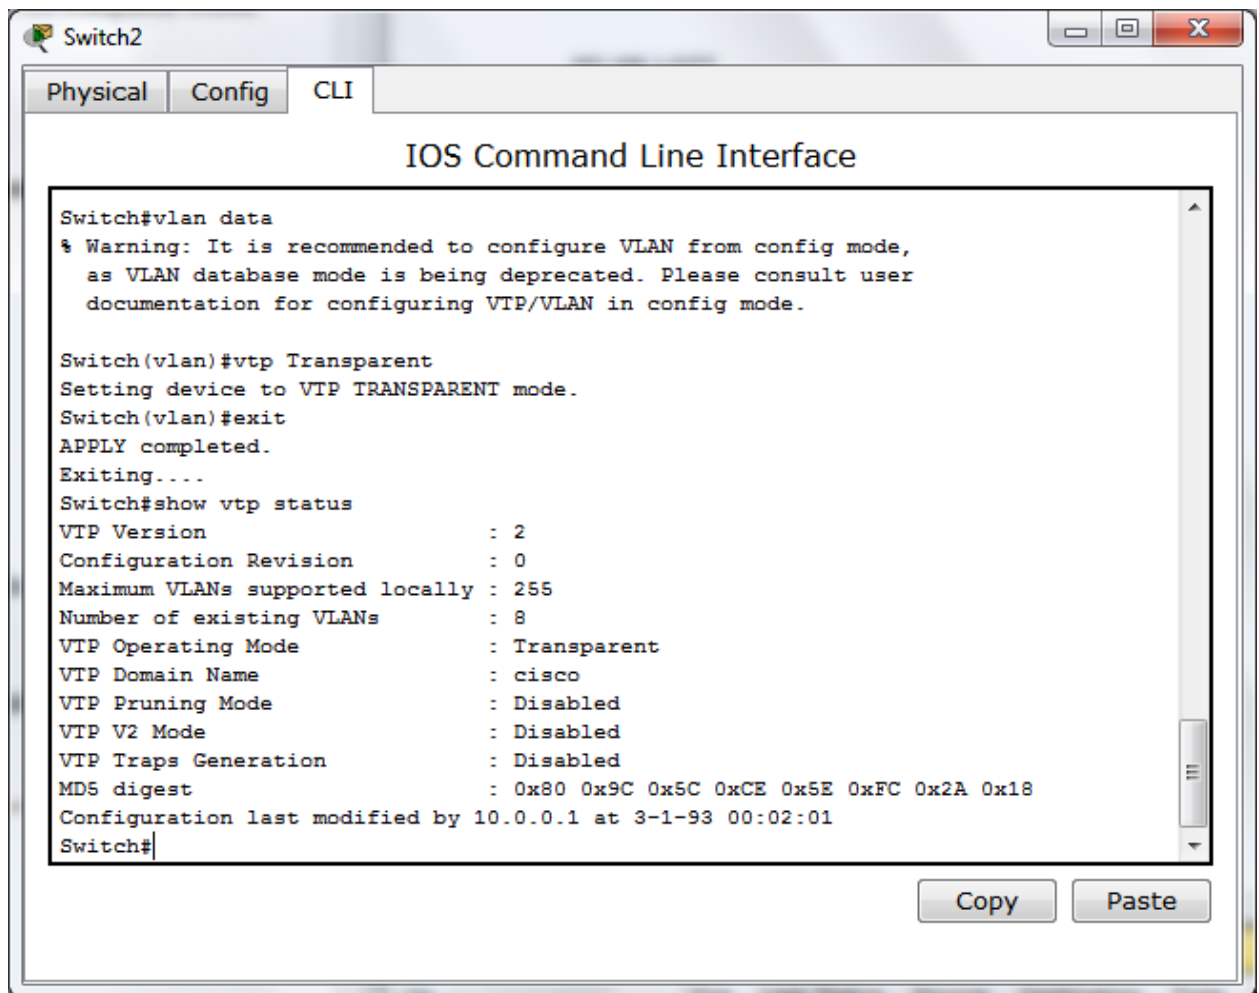 Switch2
Physical Config CLI
IOS Command Line Interface
Switch#vlan data
% Warning: It is recommended to configure VLAN from config mode,
as VLAN database mode is being deprecated. Please consult user
documentation for configuring VTP/VLAN in config mode.
Switch(vlan)#vtp Transparent
Setting device to VTP TRANSPARENT mode.
Switch(vlan)#exit
APPLY completed.
Exiting....
Switch#show vtp status
VTP Version : 2
Configuration Revision : 0
Maximum VLANs supported locally : 255
Number of existing VLANs : 8
VTP Operating Mode : Transparent
VTP Domain Name : cisco
VTP Pruning Mode : Disabled
VTP V2 Mode : Disabled
VTP Traps Generation : Disabled
MD5 digest : 0x80 0x9C 0x5C 0xCE 0x5E 0xFC 0x2A 0x18
Configuration last modified by 10.0.0.1 at 3-1-93 00:02:01
Switch#
Copy Paste